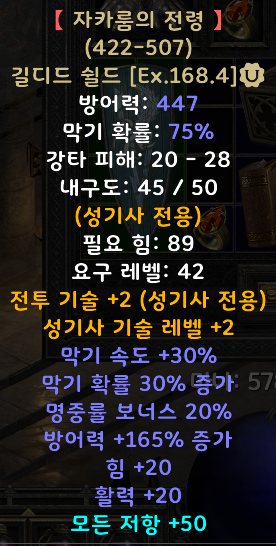 【 자카룸의 전령 】
(422-507)
길디드 쉴드 [Ex.168.4]
방어력: 447
막기 확률: 75%
강타 피해: 20 - 28
내구도: 45 / 50
(성기사 전용)
필요 힘: 89
요구 레벨: 42
전투 기술 +2 (성기사 전용)
성기사 기술 레벨 +2
막기 속도 +30%
막기 확률 30% 증가
명중률 보너스 20%
방어력 +165% 증가
힘 +20
활력 +20
모든 저항 +50